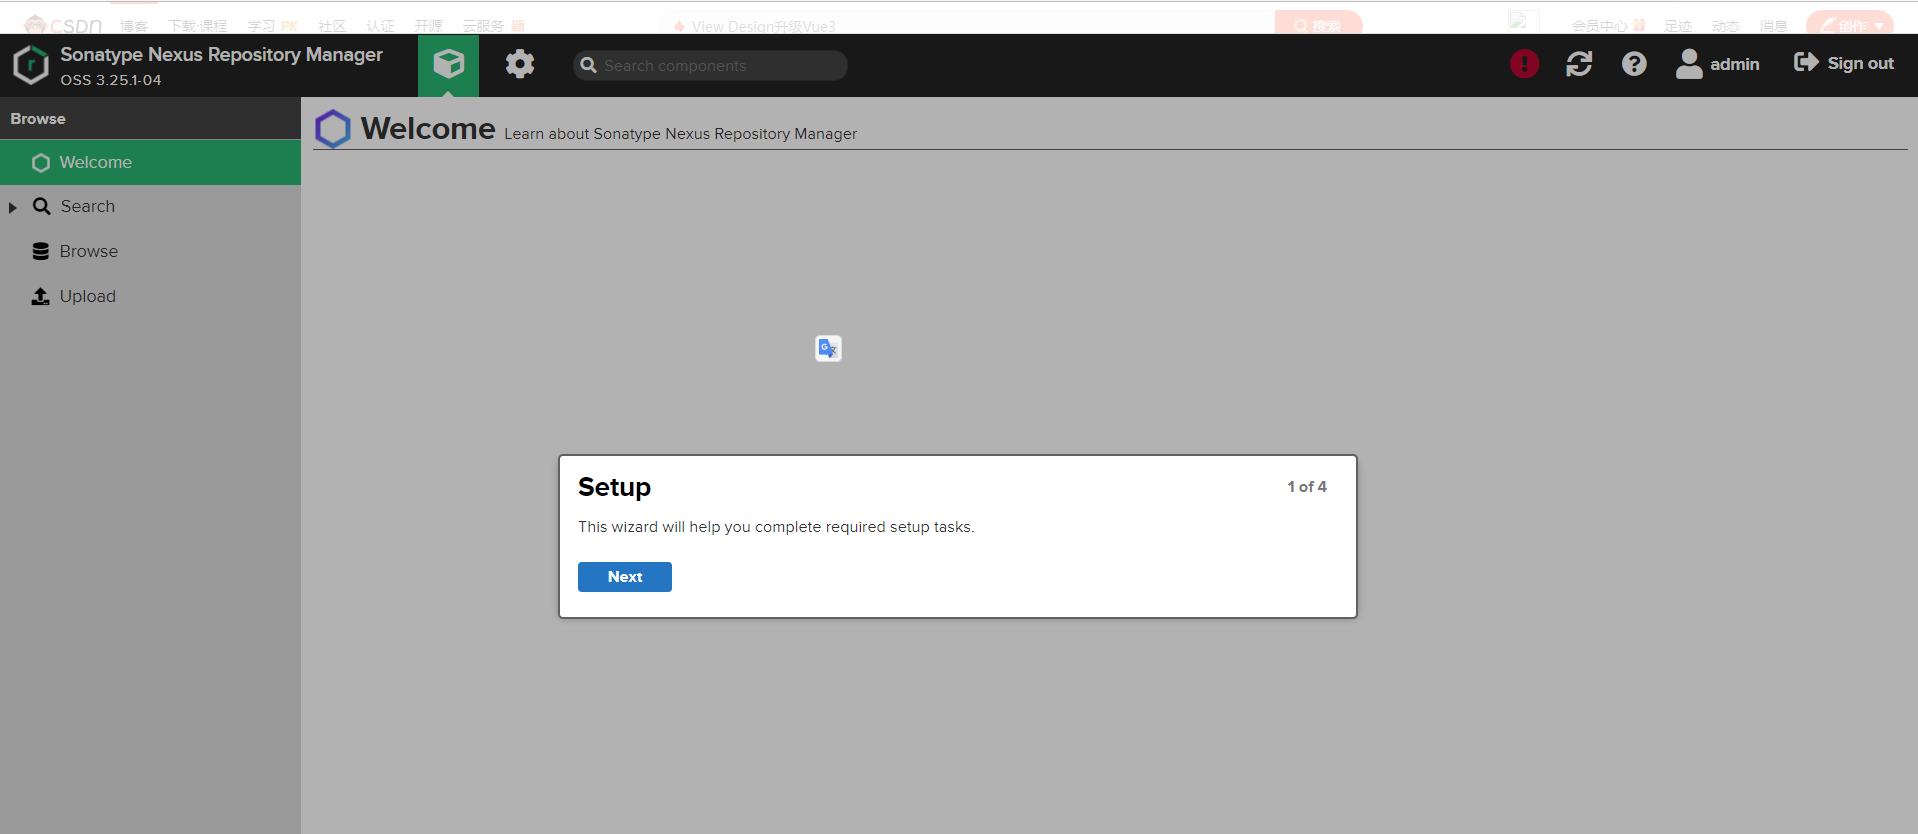 CSDN 博客 下载·课程 学习 PK 社区 认证 开源 云服务 新 View Design升级Vue3 搜索 会员中心 足迹 动态 消息 创作
Sonatype Nexus Repository Manager
OSS 3.25.1-04
Search components
admin
Sign out
Browse
Welcome
Search
Browse
Upload
Welcome Learn about Sonatype Nexus Repository Manager
Setup
1 of 4
This wizard will help you complete required setup tasks.
Next